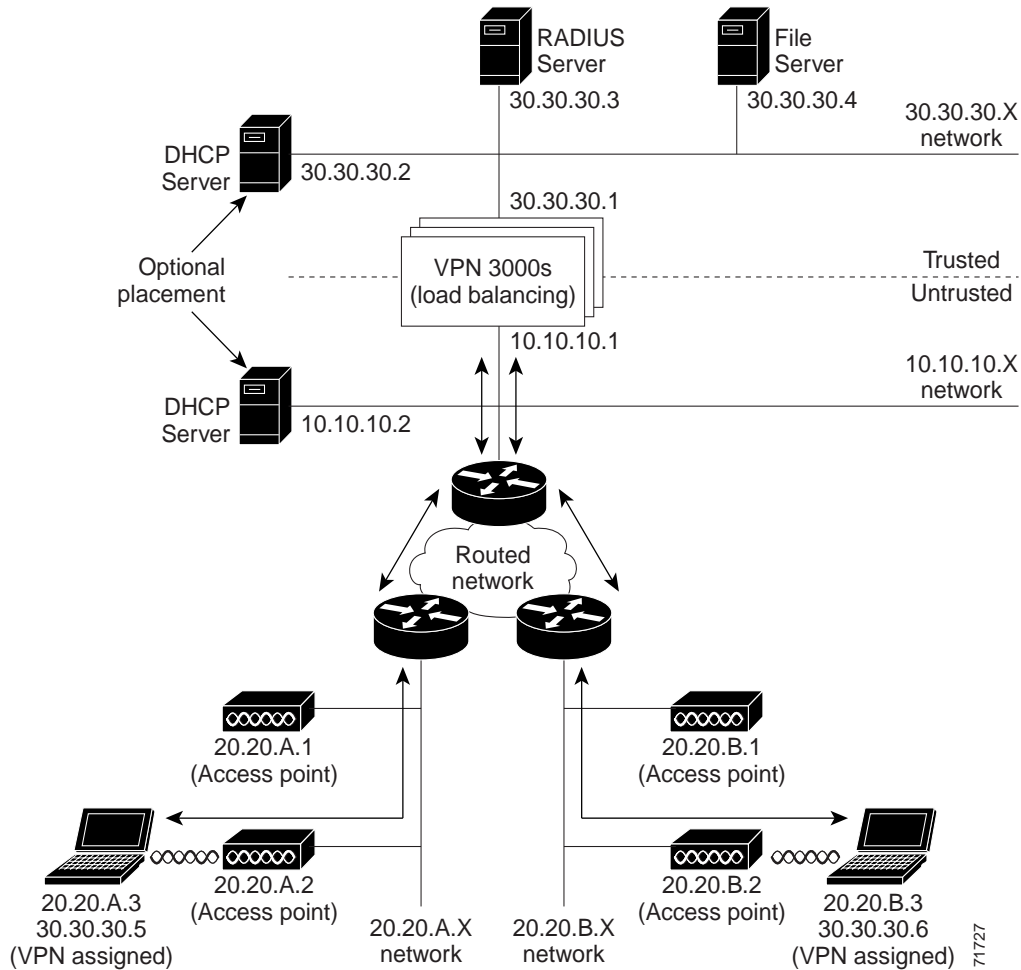 RADIUS
Server
30.30.30.3
File
Server
30.30.30.4
30.30.30.X
network
DHCP
Server
30.30.30.2
30.30.30.1
Optional
placement
VPN 3000s
(load balancing)
Trusted
Untrusted
10.10.10.1
10.10.10.X
network
DHCP
Server
10.10.10.2
Routed
network
20.20.A.1
(Access point)
20.20.B.1
(Access point)
20.20.A.3
30.30.30.5
(VPN assigned)
20.20.A.2
(Access point)
20.20.A.X
network
20.20.B.X
network
20.20.B.2
(Access point)
20.20.B.3
30.30.30.6
(VPN assigned)
71727